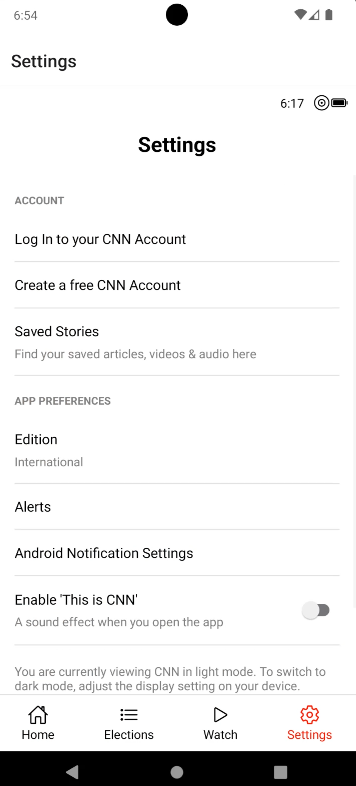 6:54
Settings
6:17
Settings
ACCOUNT
Log In to your CNN Account
Create a free CNN Account
Saved Stories
Find your saved articles, videos & audio here
APP PREFERENCES
Edition
International
Alerts
Android Notification Settings
Enable 'This is CNN'
A sound effect when you open the app
You are currently viewing CNN in light mode. To switch to
dark mode, adjust the display setting on your device.
Home
Elections
Watch
Settings